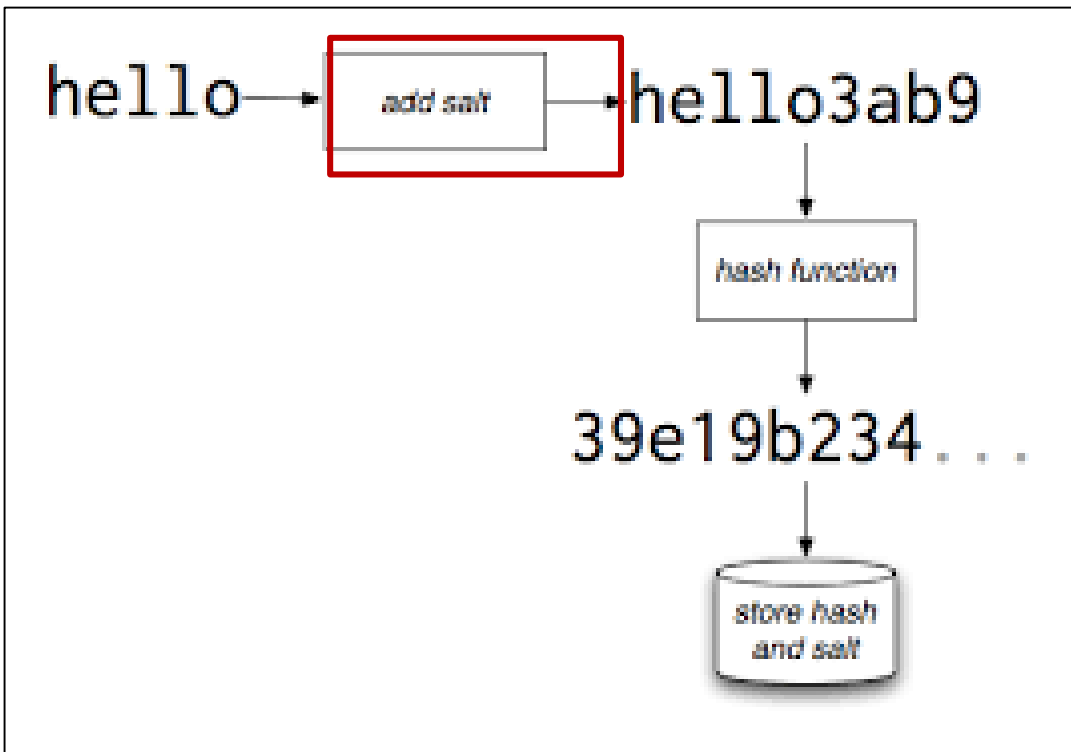 hello
add salt
hello3ab9
hash function
39e19b234...
store hash
and salt